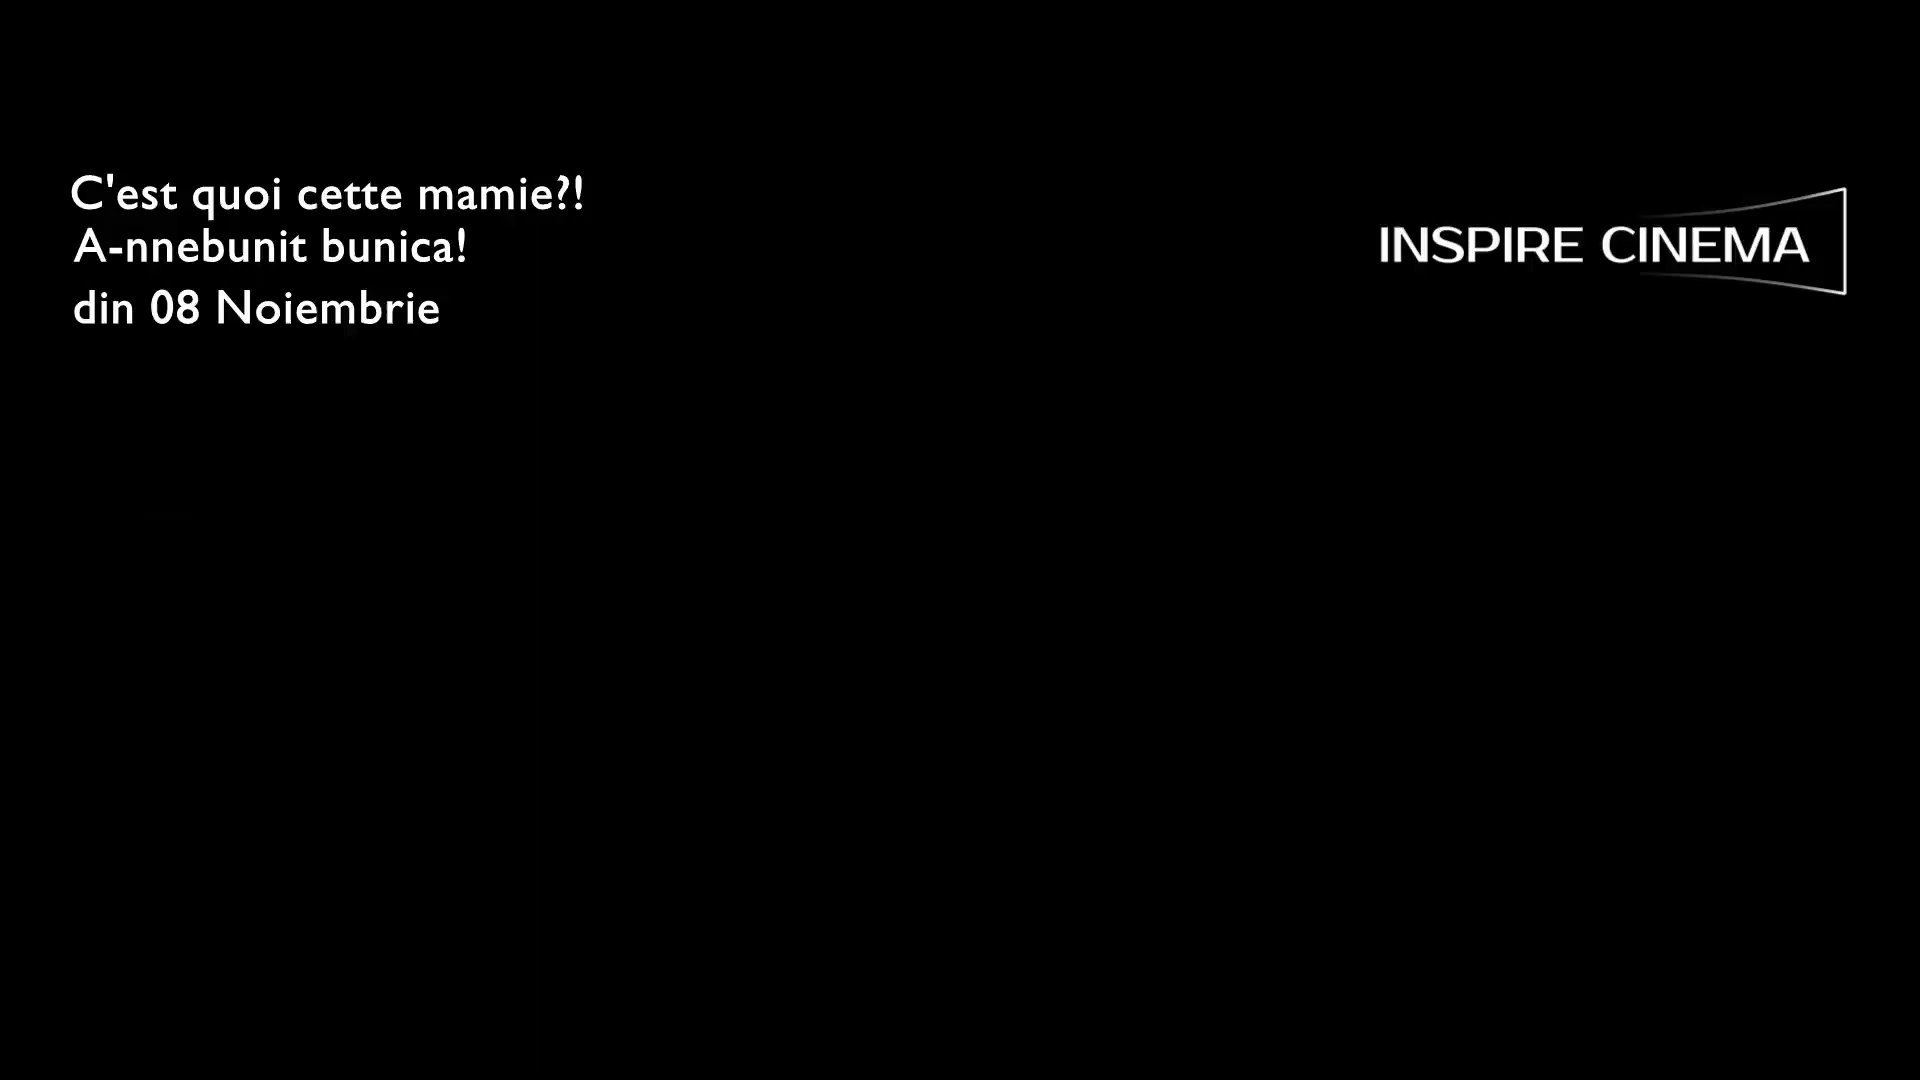 C'est quoi cette mamie?!
A-nnebunit bunica!
din 08 Noiembrie
INSPIRE CINEMA